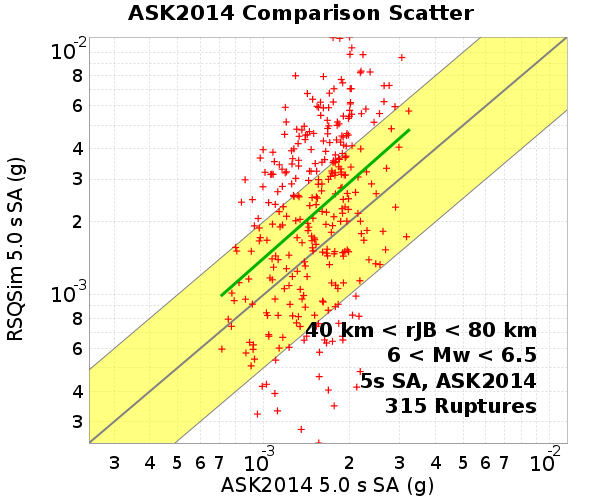 ASK2014 Comparison Scatter
RSQSim 5.0 s SA (g)
10-2
8
6
4
3
2
10-3
8
6
4
3
40 km < rJB < 80 km
6 < Mw < 6.5
5s SA, ASK2014
315 Ruptures
3 4 5 6 7 10-3 2 3 4 5 6 7 10-2
ASK2014 5.0 s SA (g)